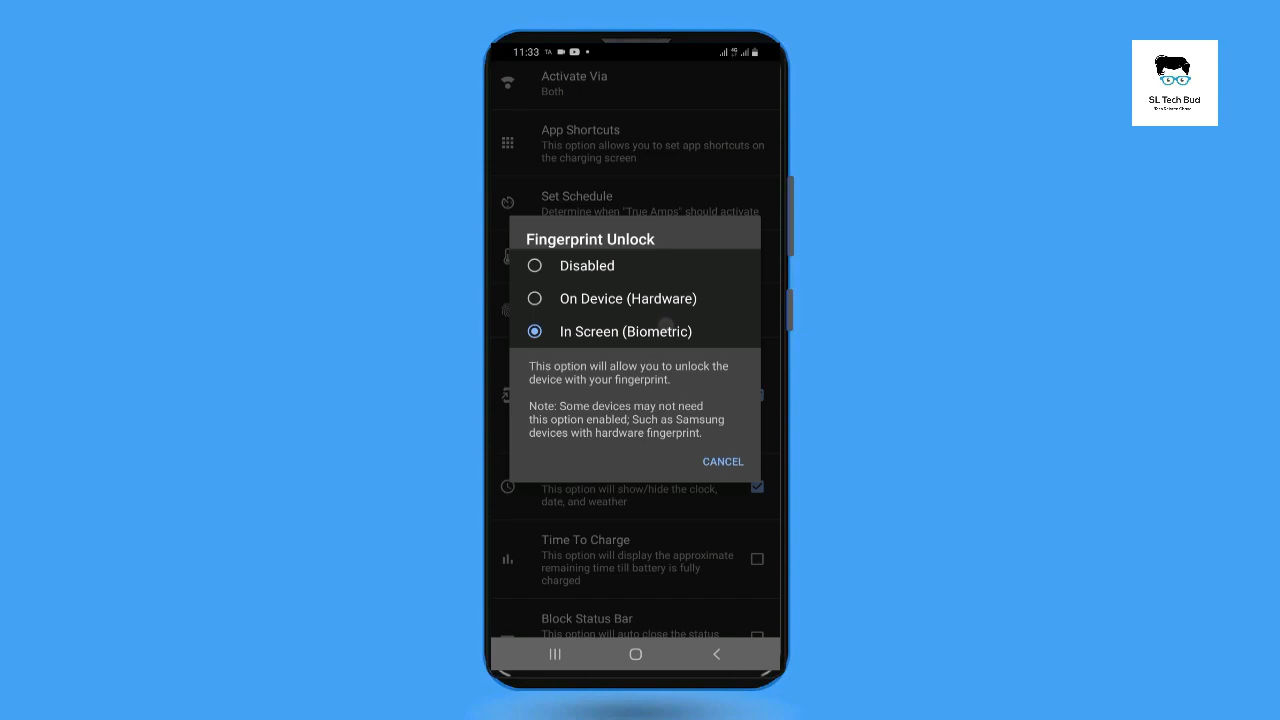 11:33 TA
SL Tech Bud
Activate Via
Both
App Shortcuts
This option allows you to set app shortcuts on
the charging screen
Set Schedule
Determine when "True Amps" should activate
Fingerprint Unlock
Disabled
On Device (Hardware)
In Screen (Biometric)
This option will allow you to unlock the
device with your fingerprint.
Note: Some devices may not need
this option enabled; Such as Samsung
devices with hardware fingerprint.
CANCEL
This option will show/hide the clock,
date, and weather
Time To Charge
This option will display the approximate
remaining time till battery is fully
charged
Block Status Bar
This option will auto close the status